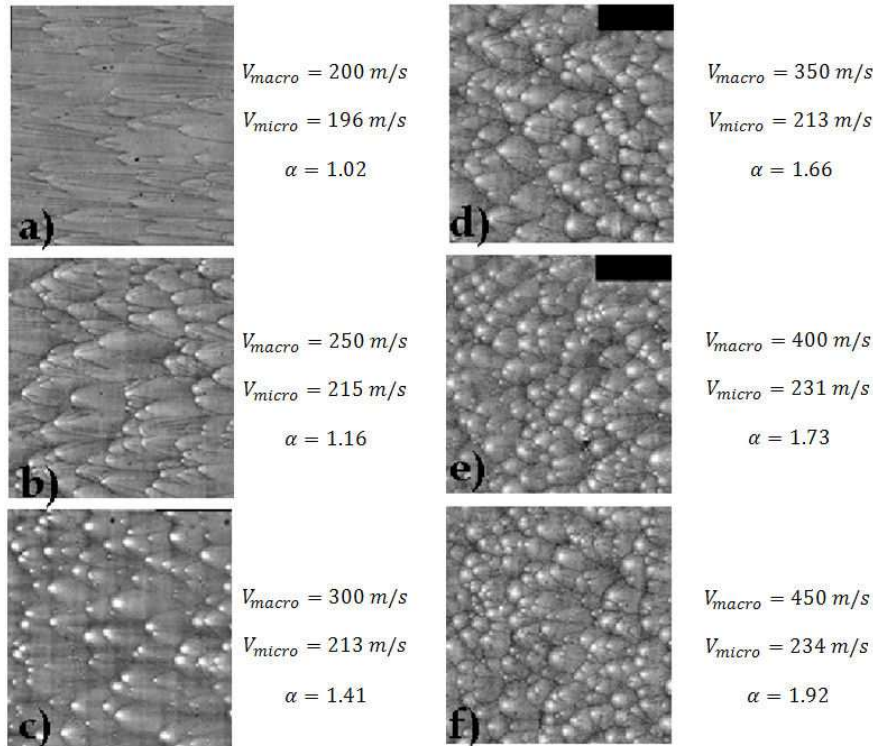 a)
V_macro = 200 m/s
V_micro = 196 m/s
α = 1.02
b)
V_macro = 250 m/s
V_micro = 215 m/s
α = 1.16
c)
V_macro = 300 m/s
V_micro = 213 m/s
α = 1.41
d)
V_macro = 350 m/s
V_micro = 213 m/s
α = 1.66
e)
V_macro = 400 m/s
V_micro = 231 m/s
α = 1.73
f)
V_macro = 450 m/s
V_micro = 234 m/s
α = 1.92